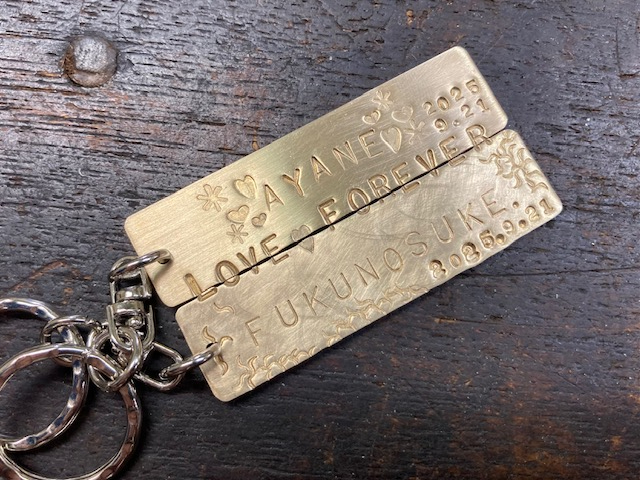 AYANE
2025
9.21
LOVE FOREVER
FUKUNOSUKE.
2025.9.21